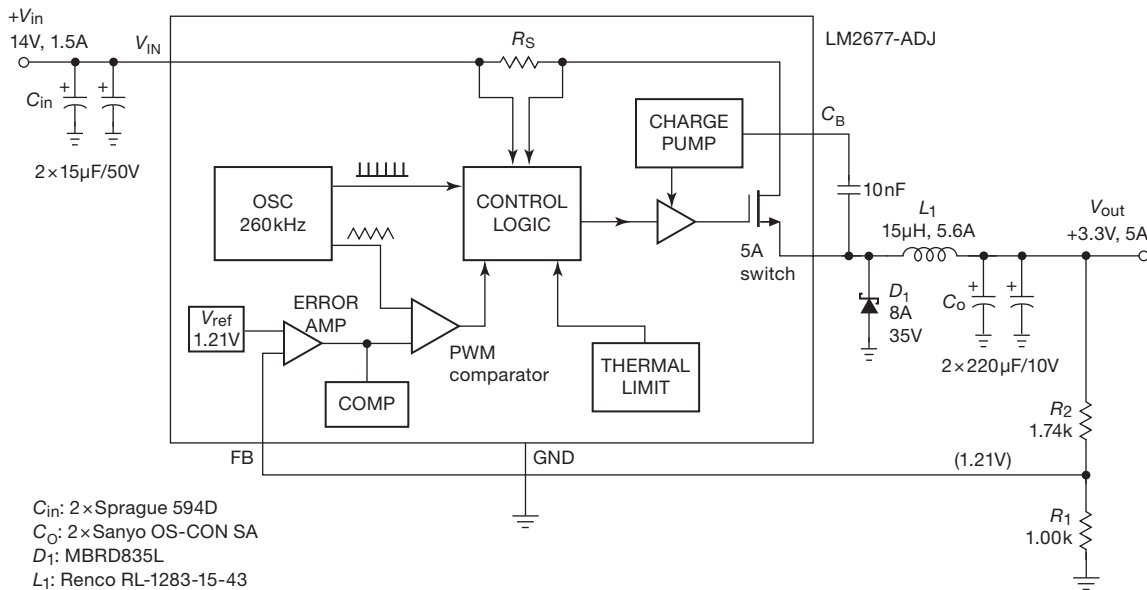 +Vin
14V, 1.5A
VIN
RS
LM2677-ADJ
+
+
Cin
2×15μF/50V
CHARGE
PUMP
CB
10nF
OSC
260kHz
CONTROL
LOGIC
5A
switch
L1
15μH, 5.6A
Vout
+3.3V, 5A
D1
8A
35V
+
+
Co
2×220μF/10V
Vref
1.21V
ERROR
AMP
PWM
comparator
COMP
THERMAL
LIMIT
R2
1.74k
FB
GND
(1.21V)
R1
1.00k
Cin: 2×Sprague 594D
CO: 2×Sanyo OS-CON SA
D1: MBRD835L
L1: Renco RL-1283-15-43